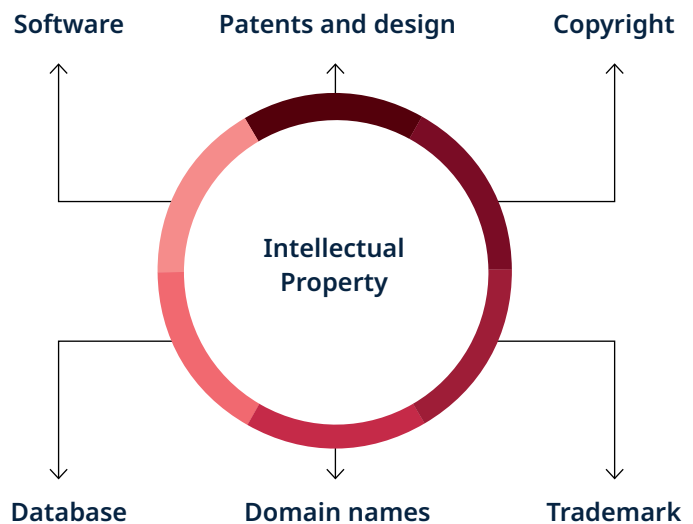 Software
Patents and design
Copyright
Intellectual
Property
Database
Domain names
Trademark